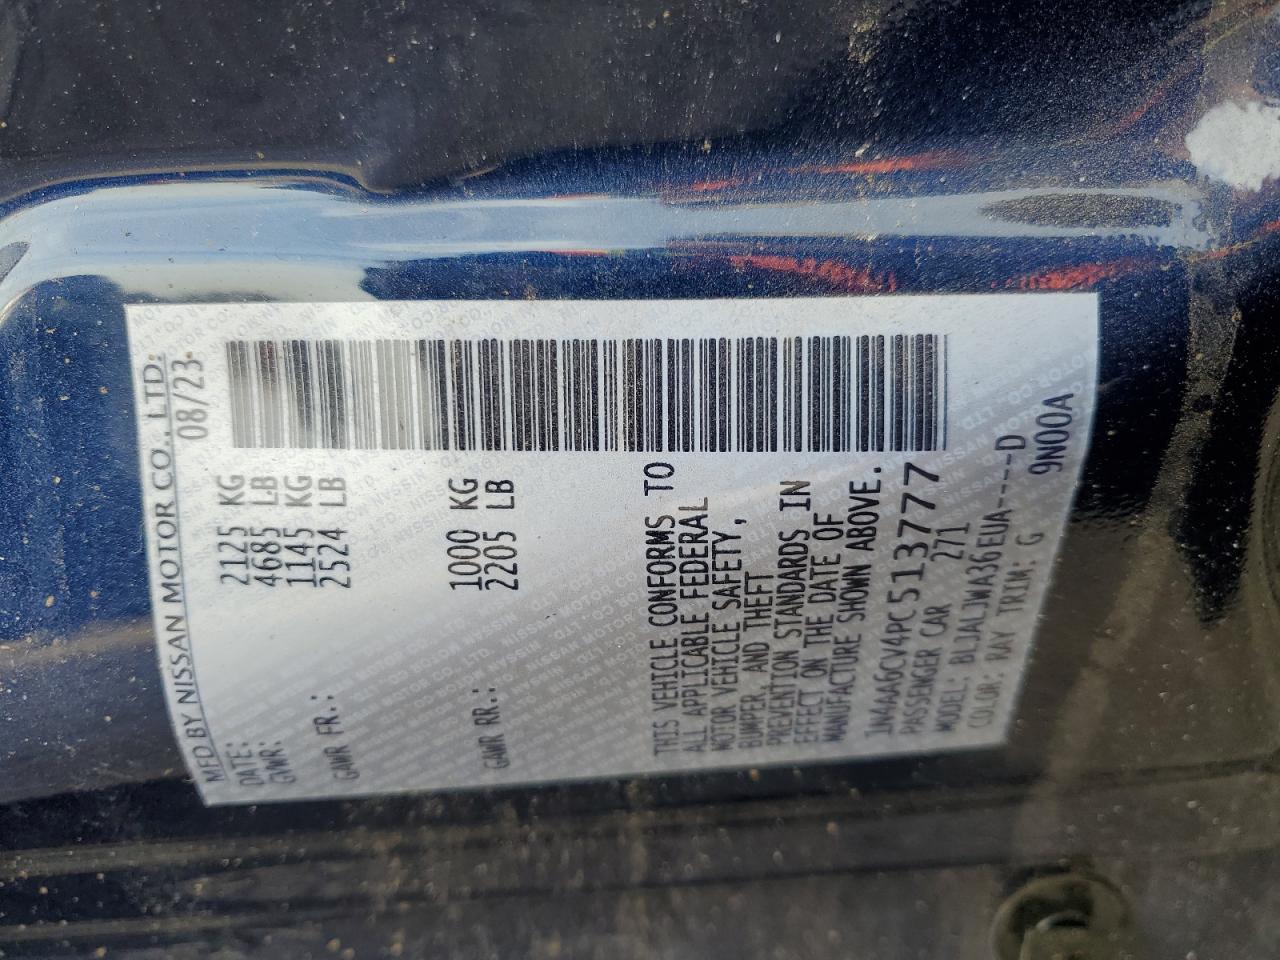 MFD BY NISSAN MOTOR CO., LTD.
DATE: 08/23
GVWR: 2125 KG
4685 LB
GAWR FR.: 1145 KG
2524 LB
GAWR RR.: 1000 KG
2205 LB
THIS VEHICLE CONFORMS TO
ALL APPLICABLE FEDERAL
MOTOR VEHICLE SAFETY,
BUMPER, AND THEFT
PREVENTION STANDARDS IN
EFFECT ON THE DATE OF
MANUFACTURE SHOWN ABOVE.
1N4AA6CV4PC513777
PASSENGER CAR 271
MODEL: BLJALJWA36EUA----D
COLOR: RAY TRIM: G 9N00A